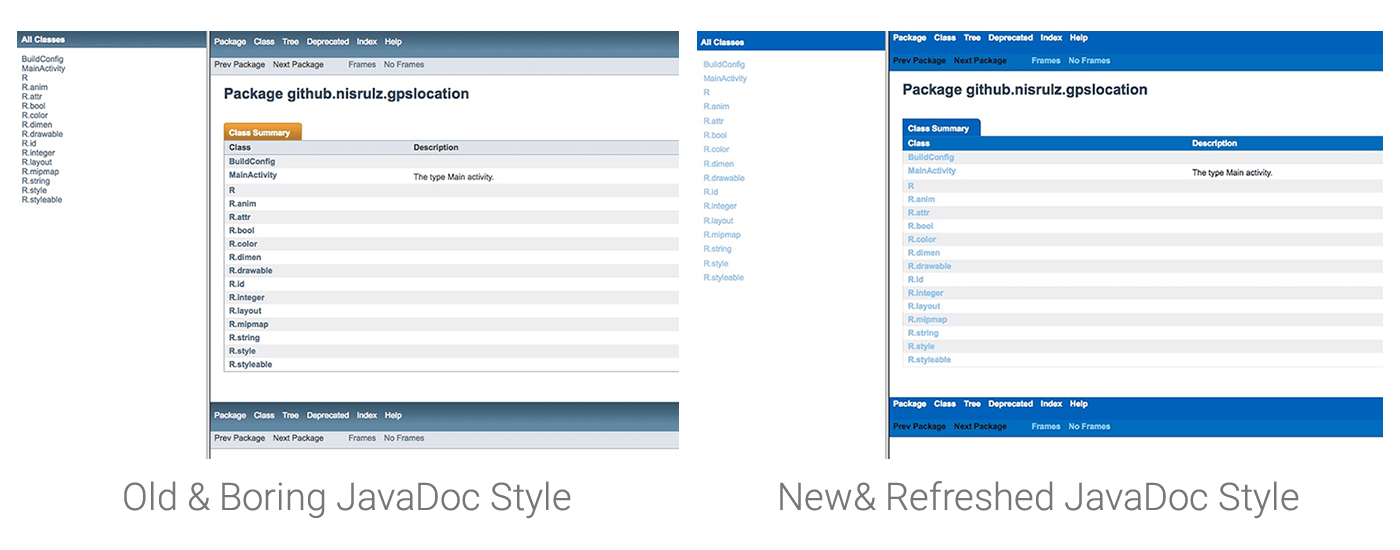 All Classes
BuildConfig
MainActivity
R
R.anim
R.attr
R.bool
R.color
R.dimen
R.drawable
R.id
R.integer
R.layout
R.mipmap
R.string
R.style
R.styleable
Package Class Tree Deprecated Index Help
Prev Package Next Package Frames No Frames
Package github.nisrulz.gpslocation
Class Summary
Class Description
BuildConfig
MainActivity The type Main activity.
R
R.anim
R.attr
R.bool
R.color
R.dimen
R.drawable
R.id
R.integer
R.layout
R.mipmap
R.string
R.style
R.styleable
Package Class Tree Deprecated Index Help
Prev Package Next Package Frames No Frames
Old & Boring JavaDoc Style
All Classes
BuildConfig
MainActivity
R
R.anim
R.attr
R.bool
R.color
R.dimen
R.drawable
R.id
R.integer
R.layout
R.mipmap
R.string
R.style
R.styleable
Package Class Tree Deprecated Index Help
Prev Package Next Package Frames No Frames
Package github.nisrulz.gpslocation
Class Summary
Class Description
BuildConfig
MainActivity The type Main activity.
R
R.anim
R.attr
R.bool
R.color
R.dimen
R.drawable
R.id
R.integer
R.layout
R.mipmap
R.string
R.style
R.styleable
Package Class Tree Deprecated Index Help
Prev Package Next Package Frames No Frames
New& Refreshed JavaDoc Style